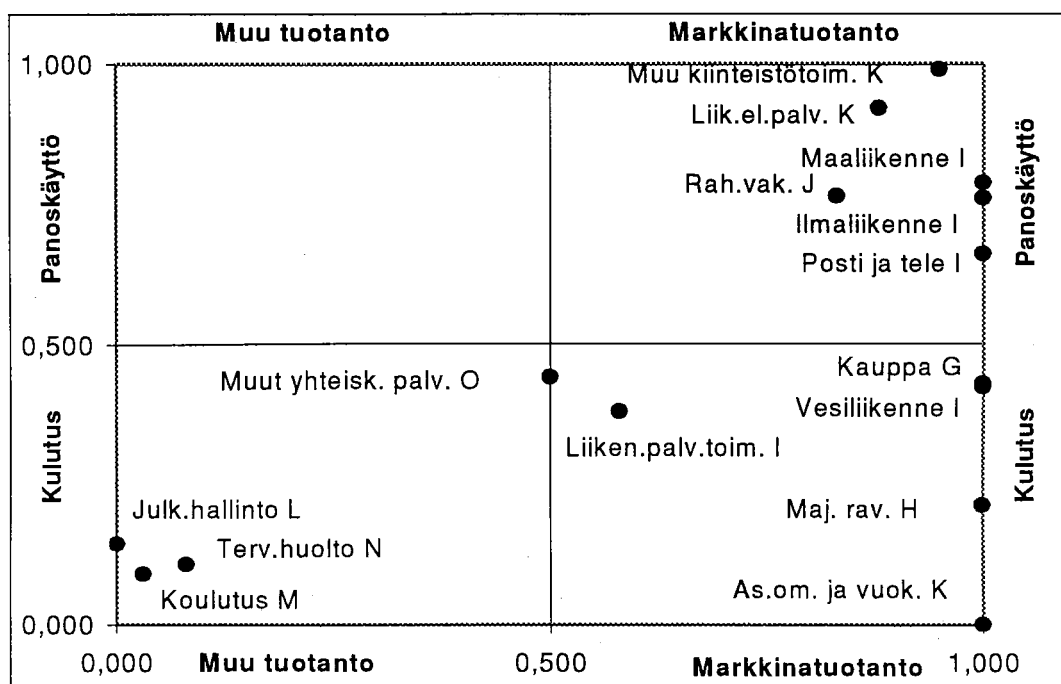 Muu tuotanto Markkinatuotanto
1,000
Muu kiinteistötoim. K
Liik.el.palv. K
Maaliikenne I
Rah.vak. J
Ilmaliikenne I
Posti ja tele I
Panoskäyttö
Panoskäyttö
0,500
Kauppa G
Muut yhteisk. palv. O
Vesiliikenne I
Liiken.palv.toim. I
Kulutus
Kulutus
Julk.hallinto L
Maj. rav. H
Terv.huolto N
Koulutus M
As.om. ja vuok. K
0,000
0,000 Muu tuotanto 0,500 Markkinatuotanto 1,000